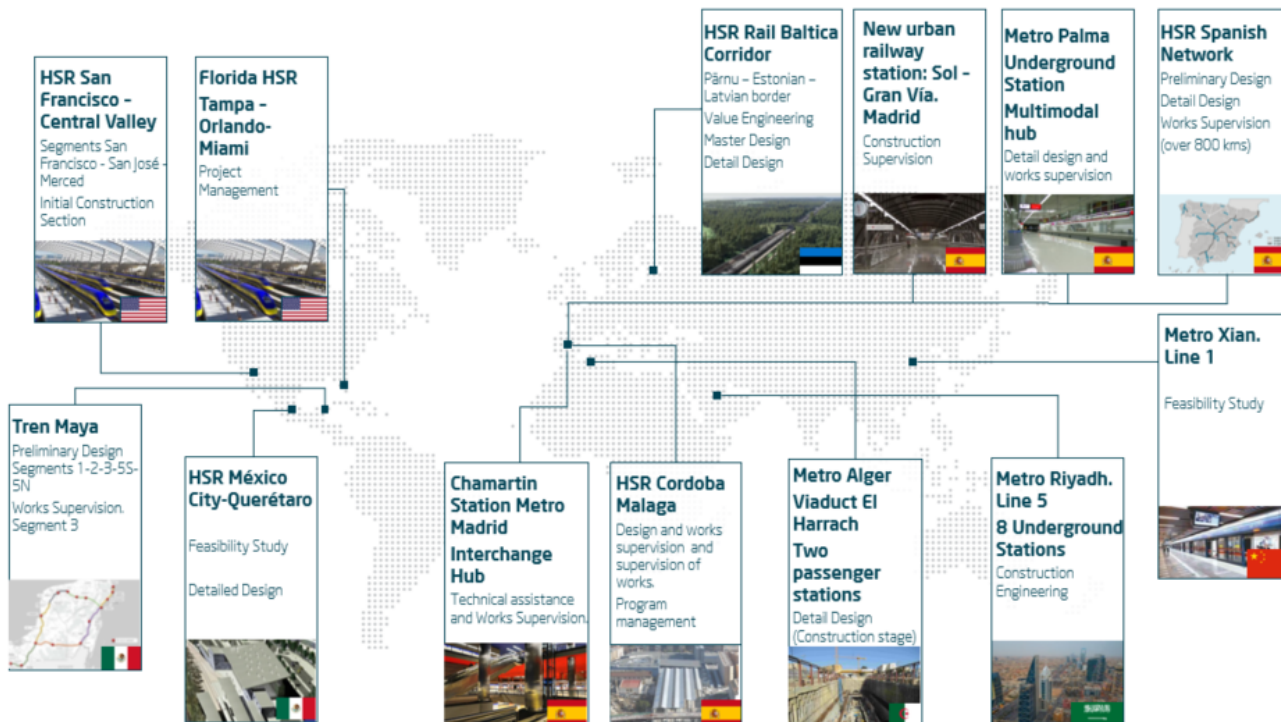 HSR San
Francisco -
Central Valley
Segments San
Francisco - San José -
Merced
Initial Construction
Section
Florida HSR
Tampa -
Orlando-
Miami
Project
Management
HSR Rail Baltica
Corridor
Pärnu – Estonian –
Latvian border
Value Engineering
Master Design
Detail Design
New urban
railway
station: Sol –
Gran Vía.
Madrid
Construction
Supervision
Metro Palma
Underground
Station
Multimodal
hub
Detail design and
works supervision
HSR Spanish
Network
Preliminary Design
Detail Design
Works Supervision
(over 800 kms)
Metro Xian.
Line 1
Feasibility Study
Tren Maya
Preliminary Design
Segments 1-2-3-5S-
5N
Works Supervision.
Segment 3
HSR México
City-Querétaro
Feasibility Study
Detailed Design
Chamartin
Station Metro
Madrid
Interchange
Hub
Technical assistance
and Works Supervision.
HSR Cordoba
Malaga
Design and works
supervision and
supervision of
works.
Program
management
Metro Alger
Viaduct El
Harrach
Two
passenger
stations
Detail Design
(Construction stage)
Metro Riyadh.
Line 5
8 Underground
Stations
Construction
Engineering